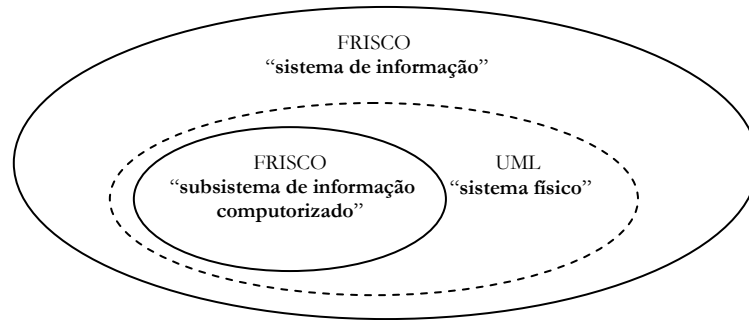 FRISCO
“sistema de informação”
FRISCO
“subsistema de informação
computorizado”
UML
“sistema físico”